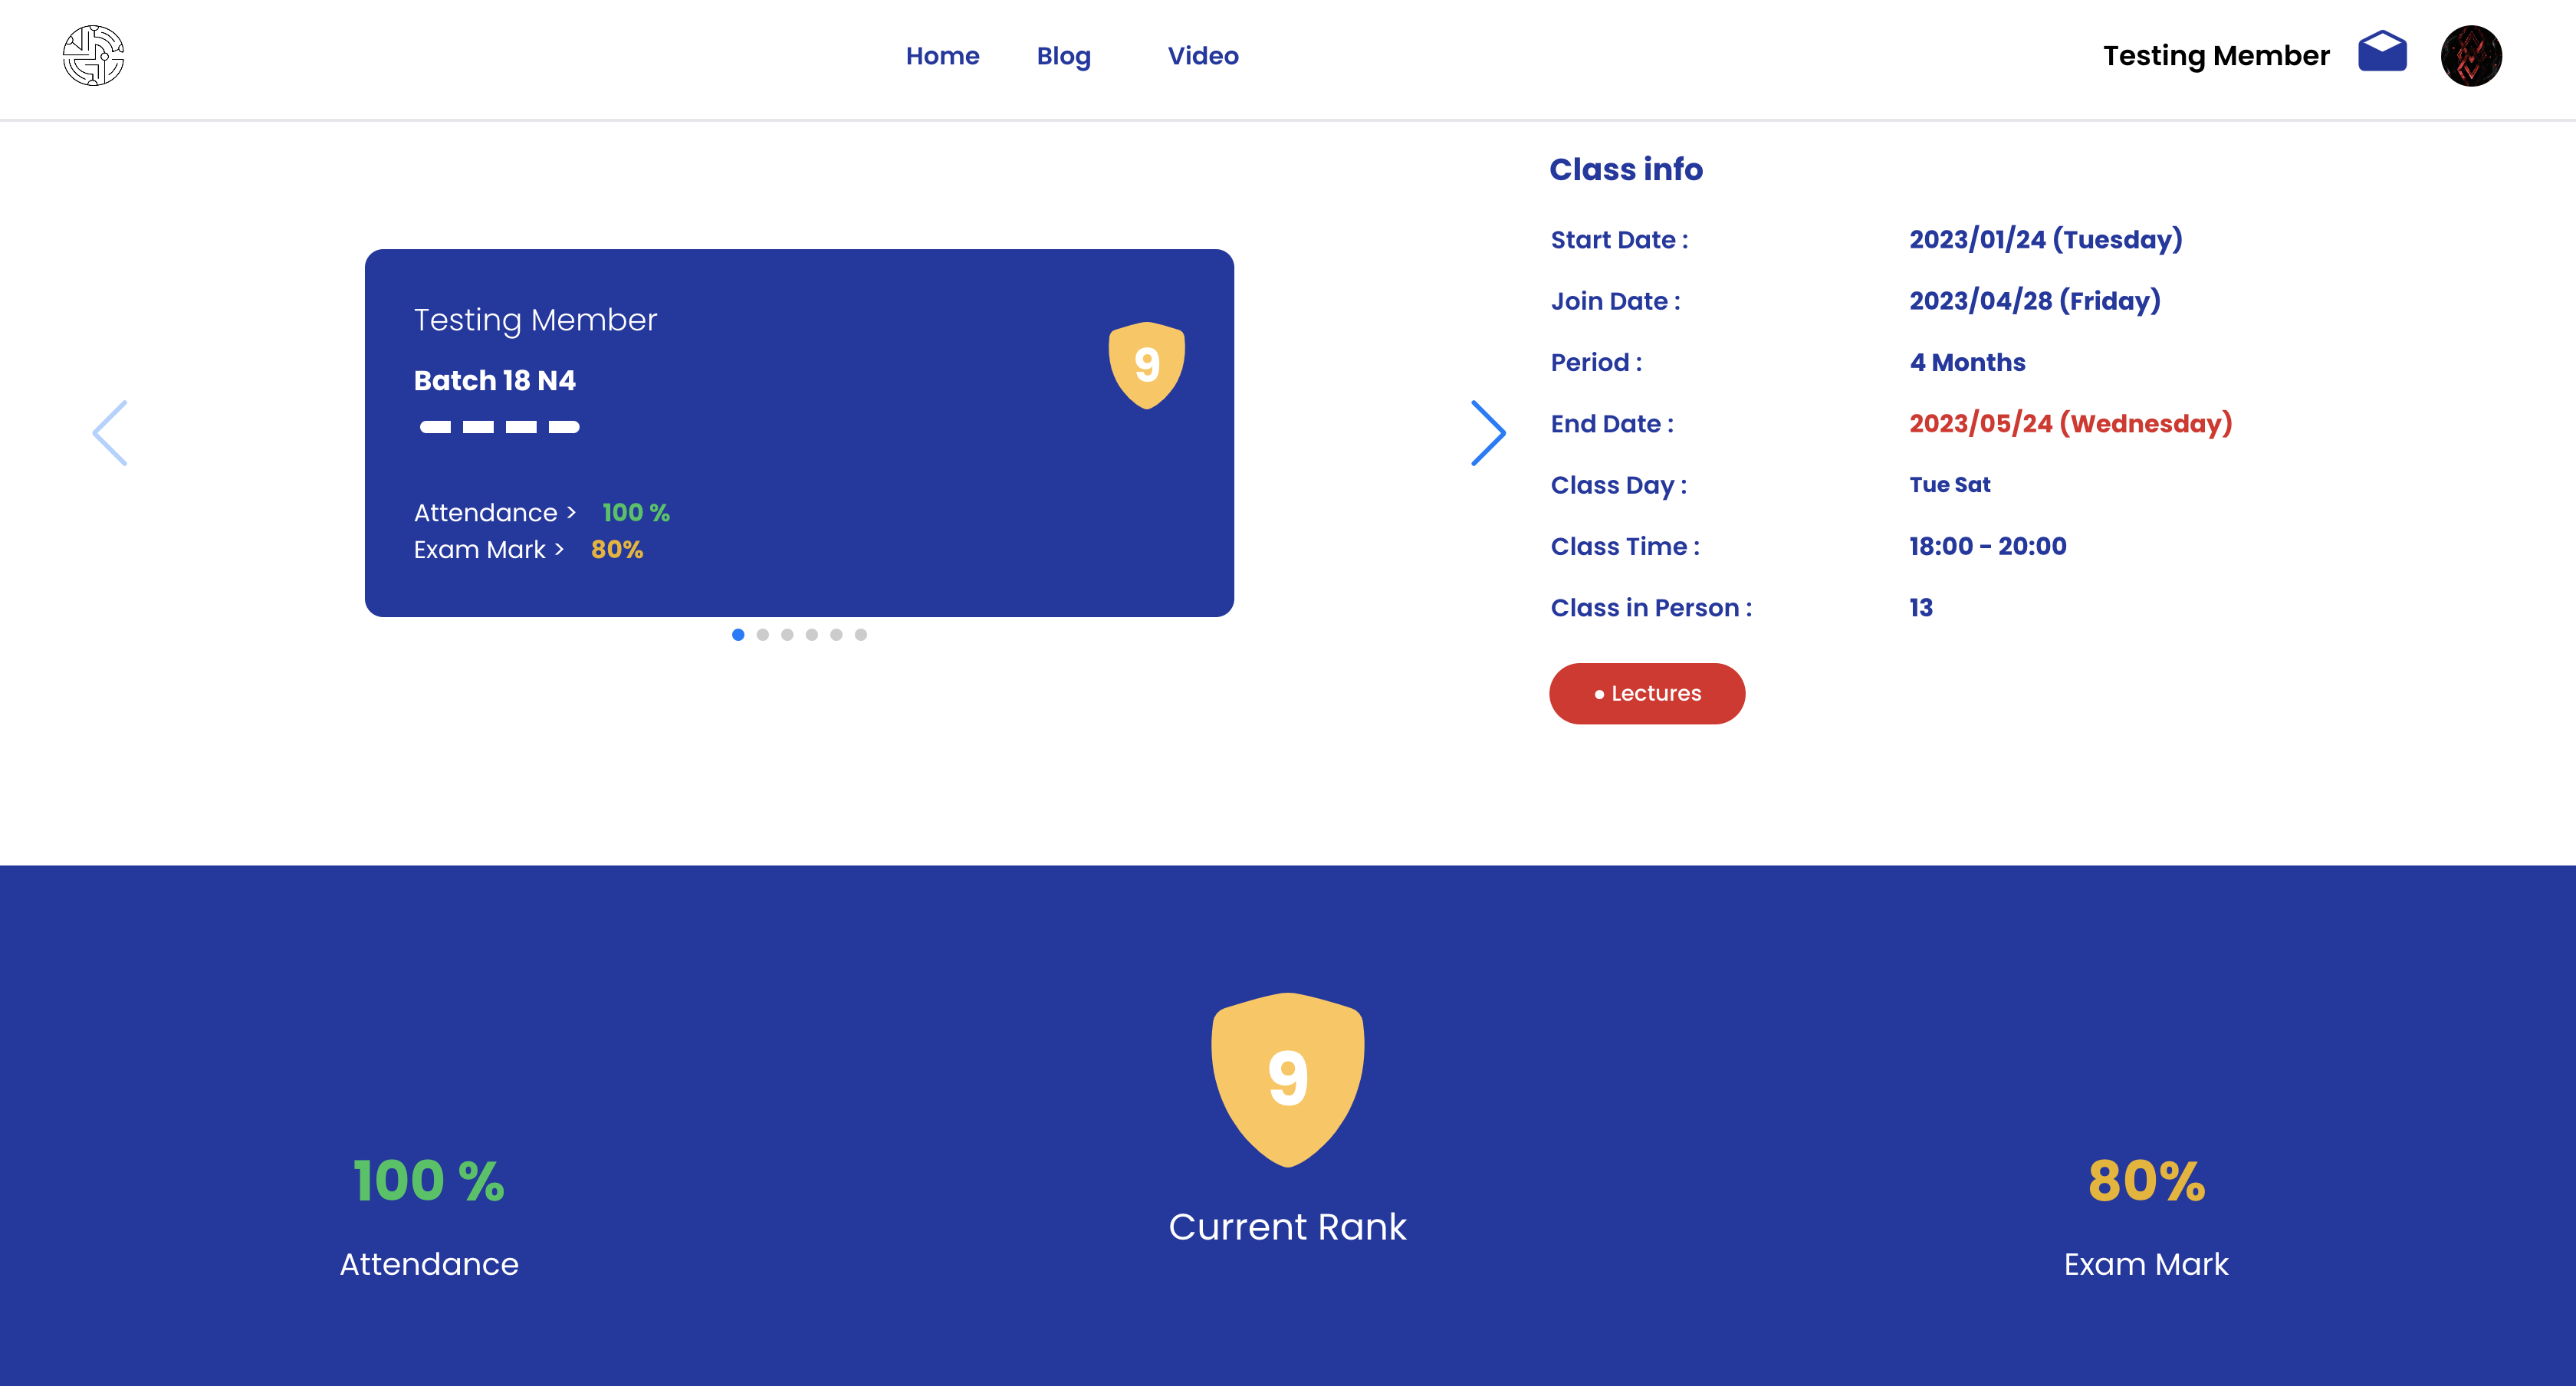 Home Blog Video Testing Member
Testing Member
Batch 18 N4
9
Attendance > 100 %
Exam Mark > 80%
Class info
Start Date : 2023/01/24 (Tuesday)
Join Date : 2023/04/28 (Friday)
Period : 4 Months
End Date : 2023/05/24 (Wednesday)
Class Day : Tue Sat
Class Time : 18:00 - 20:00
Class in Person : 13
• Lectures
100 %
Attendance
9
Current Rank
80%
Exam Mark